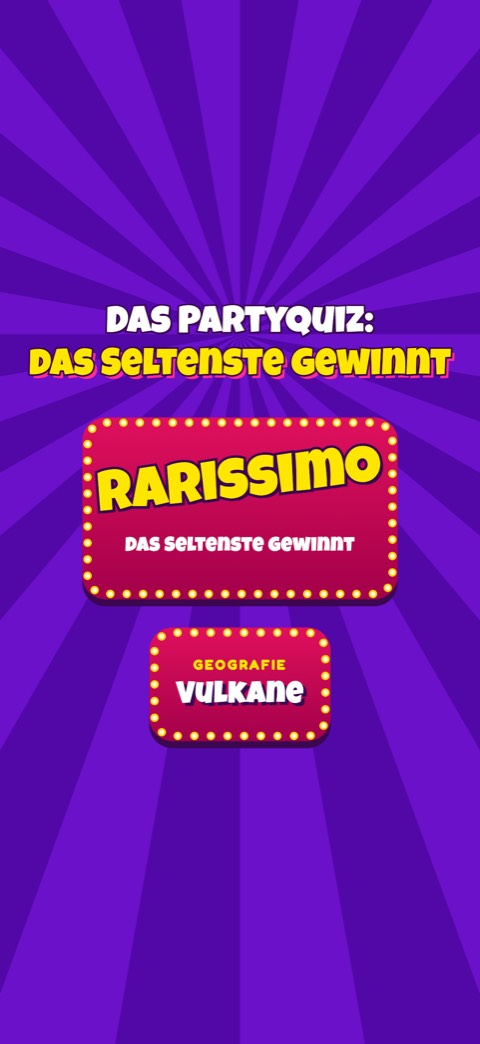 DAS PARTYQUIZ:
DAS SELTENSTE GEWINNT
RARISSIMO
DAS SELTENSTE GEWINNT
GEOGRAFIE
VULKANE